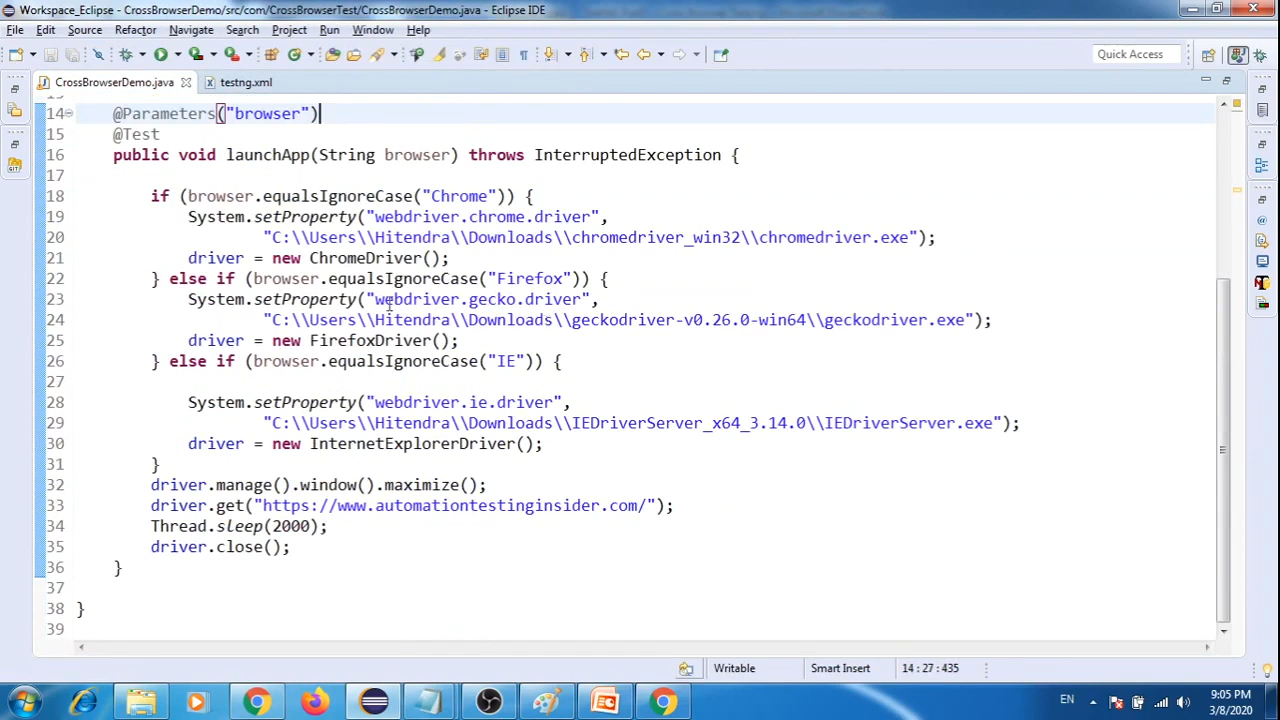 Workspace_Eclipse - CrossBrowserDemo/src/com/CrossBrowserTest/CrossBrowserDemo.java - Eclipse IDE
File Edit Source Refactor Navigate Search Project Run Window Help
Quick Access
CrossBrowserDemo.java testng.xml
14 @Parameters("browser")
15 @Test
16 public void launchApp(String browser) throws InterruptedException {
17
18 if (browser.equalsIgnoreCase("Chrome")) {
19 System.setProperty("webdriver.chrome.driver",
20 "C:\\Users\\Hitendra\\Downloads\\chromedriver_win32\\chromedriver.exe");
21 driver = new ChromeDriver();
22 } else if (browser.equalsIgnoreCase("Firefox")) {
23 System.setProperty("webdriver.gecko.driver",
24 "C:\\Users\\Hitendra\\Downloads\\geckodriver-v0.26.0-win64\\geckodriver.exe");
25 driver = new FirefoxDriver();
26 } else if (browser.equalsIgnoreCase("IE")) {
27
28 System.setProperty("webdriver.ie.driver",
29 "C:\\Users\\Hitendra\\Downloads\\IEDriverServer_x64_3.14.0\\IEDriverServer.exe");
30 driver = new InternetExplorerDriver();
31 }
32 driver.manage().window().maximize();
33 driver.get("https://www.automationtestinginsider.com/");
34 Thread.sleep(2000);
35 driver.close();
36 }
37
38 }
39
Writable Smart Insert 14 : 27 : 435
EN 9:05 PM
3/8/2020